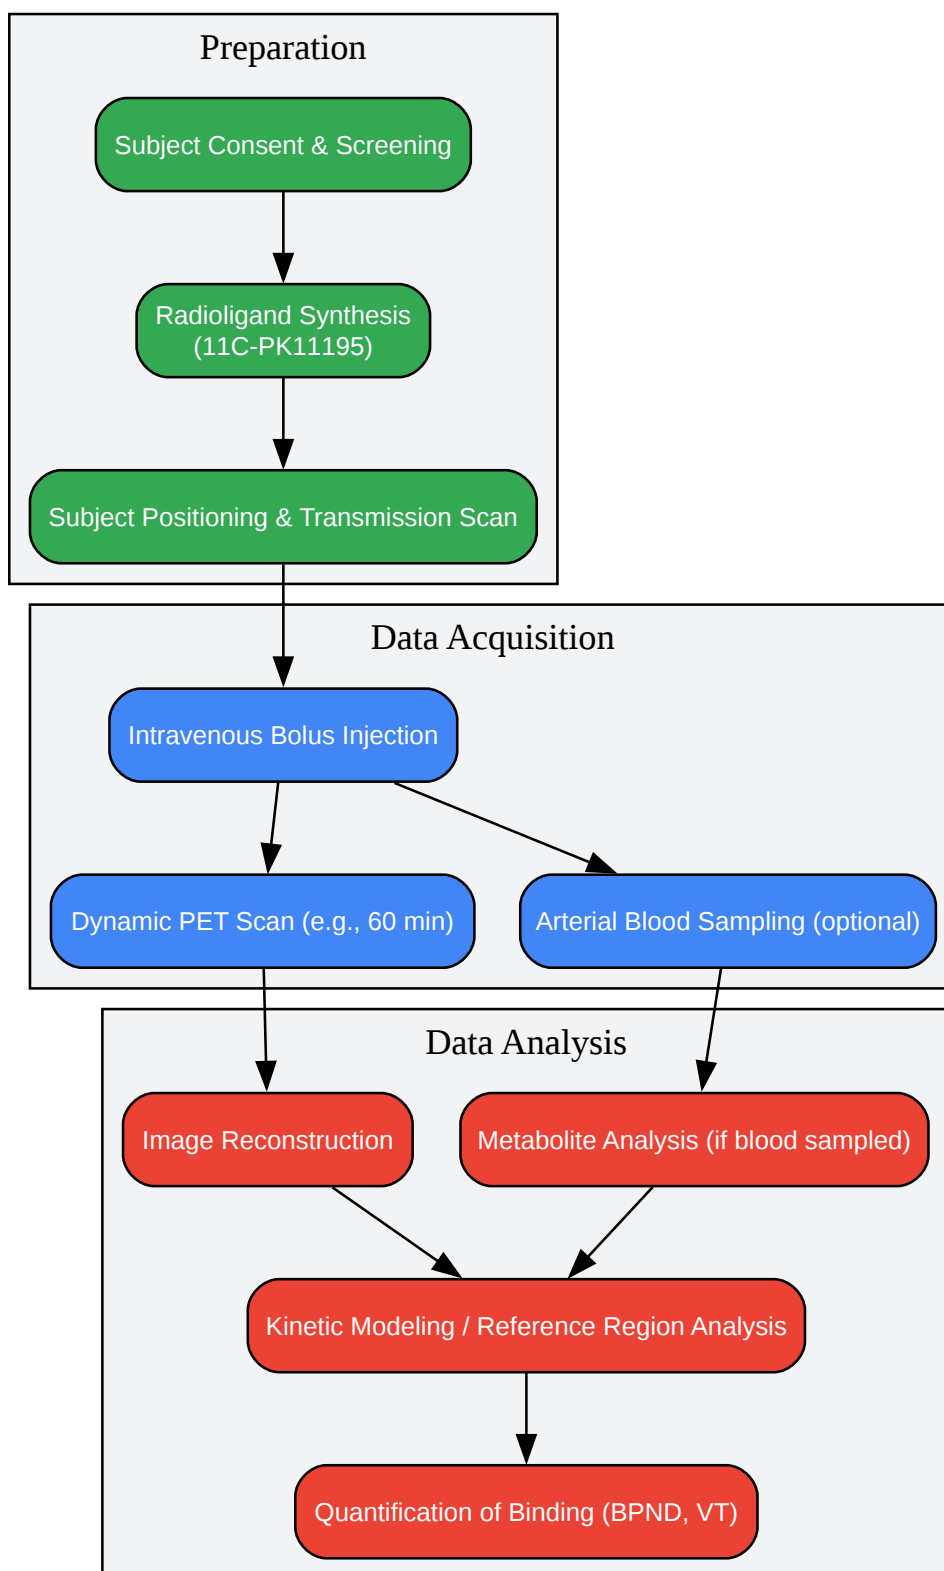 Preparation
Subject Consent & Screening
Radioligand Synthesis
(11C-PK11195)
Subject Positioning & Transmission Scan
Data Acquisition
Intravenous Bolus Injection
Dynamic PET Scan (e.g., 60 min)
Arterial Blood Sampling (optional)
Data Analysis
Image Reconstruction
Metabolite Analysis (if blood sampled)
Kinetic Modeling / Reference Region Analysis
Quantification of Binding (BPND, VT)